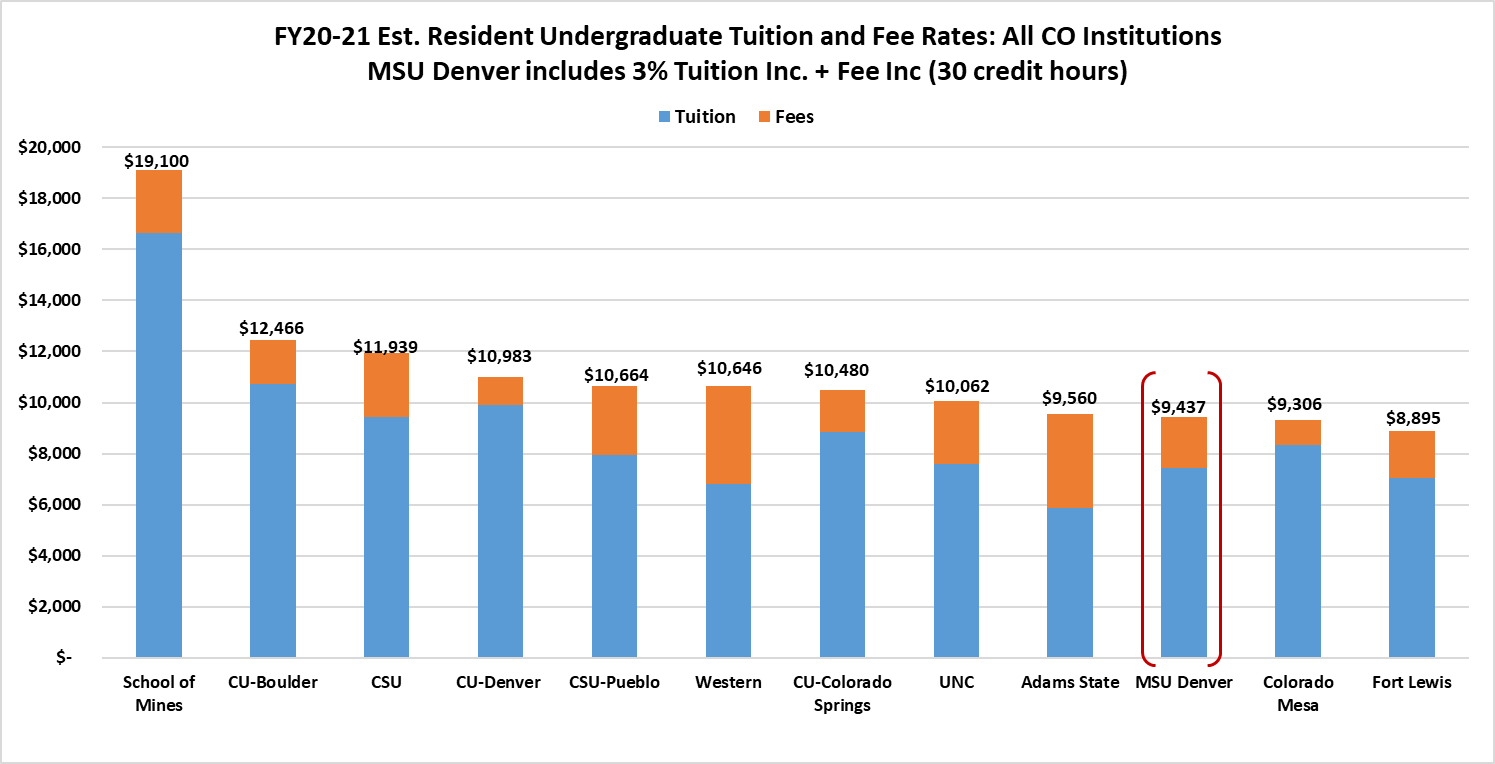 FY20-21 Est. Resident Undergraduate Tuition and Fee Rates: All CO Institutions
MSU Denver includes 3% Tuition Inc. + Fee Inc (30 credit hours)
Tuition Fees
$20,000
$18,000
$16,000
$14,000
$12,000
$10,000
$8,000
$6,000
$4,000
$2,000
$-
$19,100
$12,466
$11,939
$10,983
$10,664
$10,646
$10,480
$10,062
$9,560
$9,437
$9,306
$8,895
School of
Mines
CU-Boulder
CSU
CU-Denver
CSU-Pueblo
Western
CU-Colorado
Springs
UNC
Adams State
MSU Denver
Colorado
Mesa
Fort Lewis